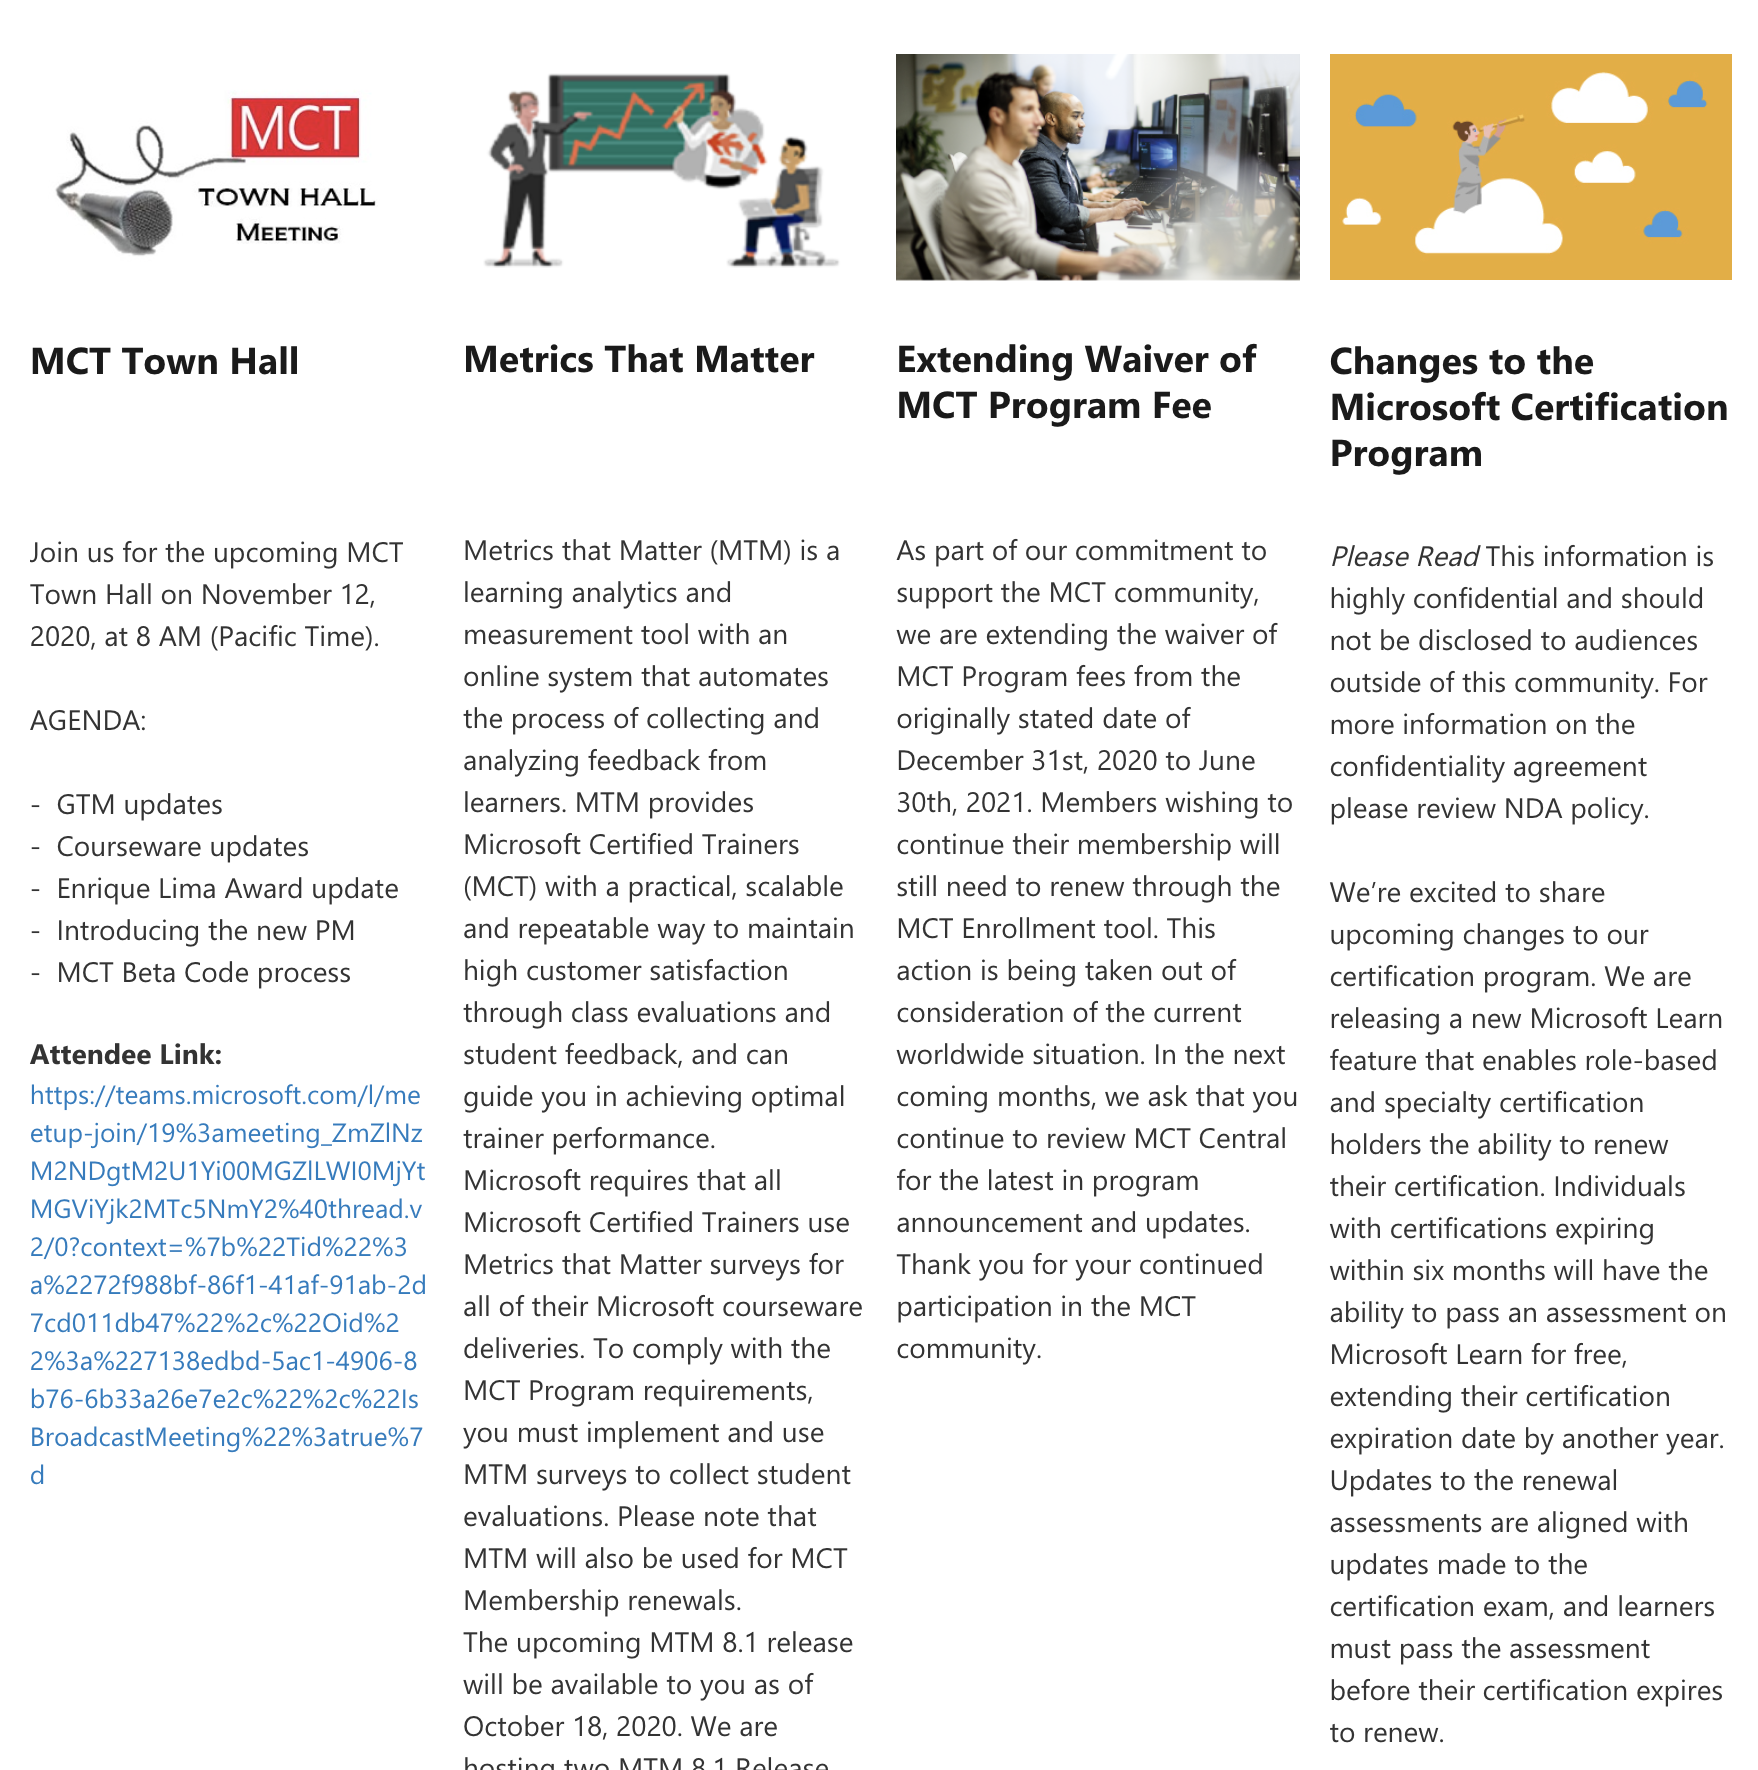 MCT
TOWN HALL
MEETING
MCT Town Hall
Join us for the upcoming MCT
Town Hall on November 12,
2020, at 8 AM (Pacific Time).
AGENDA:
- GTM updates
- Courseware updates
- Enrique Lima Award update
- Introducing the new PM
- MCT Beta Code process
Attendee Link:
https://teams.microsoft.com/l/me
etup-join/19%3ameeting_ZmZlNz
M2NDgtM2U1Yi00MGZlLWI0MjYt
MGViYjk2MTc5NmY2%40thread.v
2/0?context=%7b%22Tid%22%3
a%2272f988bf-86f1-41af-91ab-2d
7cd011db47%22%2c%22Oid%2
2%3a%227138edbd-5ac1-4906-8
b76-6b33a26e7e2c%22%2c%22Is
BroadcastMeeting%22%3atrue%7
d
Metrics That Matter
Metrics that Matter (MTM) is a
learning analytics and
measurement tool with an
online system that automates
the process of collecting and
analyzing feedback from
learners. MTM provides
Microsoft Certified Trainers
(MCT) with a practical, scalable
and repeatable way to maintain
high customer satisfaction
through class evaluations and
student feedback, and can
guide you in achieving optimal
trainer performance.
Microsoft requires that all
Microsoft Certified Trainers use
Metrics that Matter surveys for
all of their Microsoft courseware
deliveries. To comply with the
MCT Program requirements,
you must implement and use
MTM surveys to collect student
evaluations. Please note that
MTM will also be used for MCT
Membership renewals.
The upcoming MTM 8.1 release
will be available to you as of
October 18, 2020. We are
hosting two MTM 8.1 Release
Extending Waiver of
MCT Program Fee
As part of our commitment to
support the MCT community,
we are extending the waiver of
MCT Program fees from the
originally stated date of
December 31st, 2020 to June
30th, 2021. Members wishing to
continue their membership will
still need to renew through the
MCT Enrollment tool. This
action is being taken out of
consideration of the current
worldwide situation. In the next
coming months, we ask that you
continue to review MCT Central
for the latest in program
announcement and updates.
Thank you for your continued
participation in the MCT
community.
Changes to the
Microsoft Certification
Program
Please Read This information is
highly confidential and should
not be disclosed to audiences
outside of this community. For
more information on the
confidentiality agreement
please review NDA policy.
We’re excited to share
upcoming changes to our
certification program. We are
releasing a new Microsoft Learn
feature that enables role-based
and specialty certification
holders the ability to renew
their certification. Individuals
with certifications expiring
within six months will have the
ability to pass an assessment on
Microsoft Learn for free,
extending their certification
expiration date by another year.
Updates to the renewal
assessments are aligned with
updates made to the
certification exam, and learners
must pass the assessment
before their certification expires
to renew.